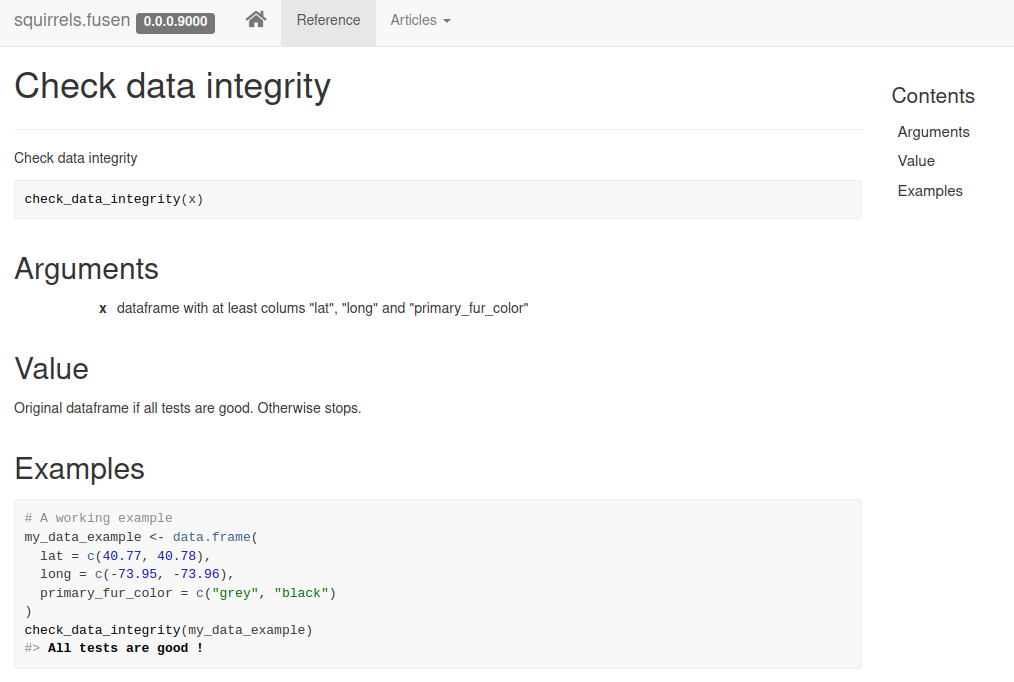 squirrels.fusen 0.0.0.9000 Reference Articles
Check data integrity
Contents
Arguments
Value
Examples
Check data integrity
check_data_integrity(x)
Arguments
x dataframe with at least colums "lat", "long" and "primary_fur_color"
Value
Original dataframe if all tests are good. Otherwise stops.
Examples
# A working example
my_data_example <- data.frame(
  lat = c(40.77, 40.78),
  long = c(-73.95, -73.96),
  primary_fur_color = c("grey", "black")
)
check_data_integrity(my_data_example)
#> All tests are good !